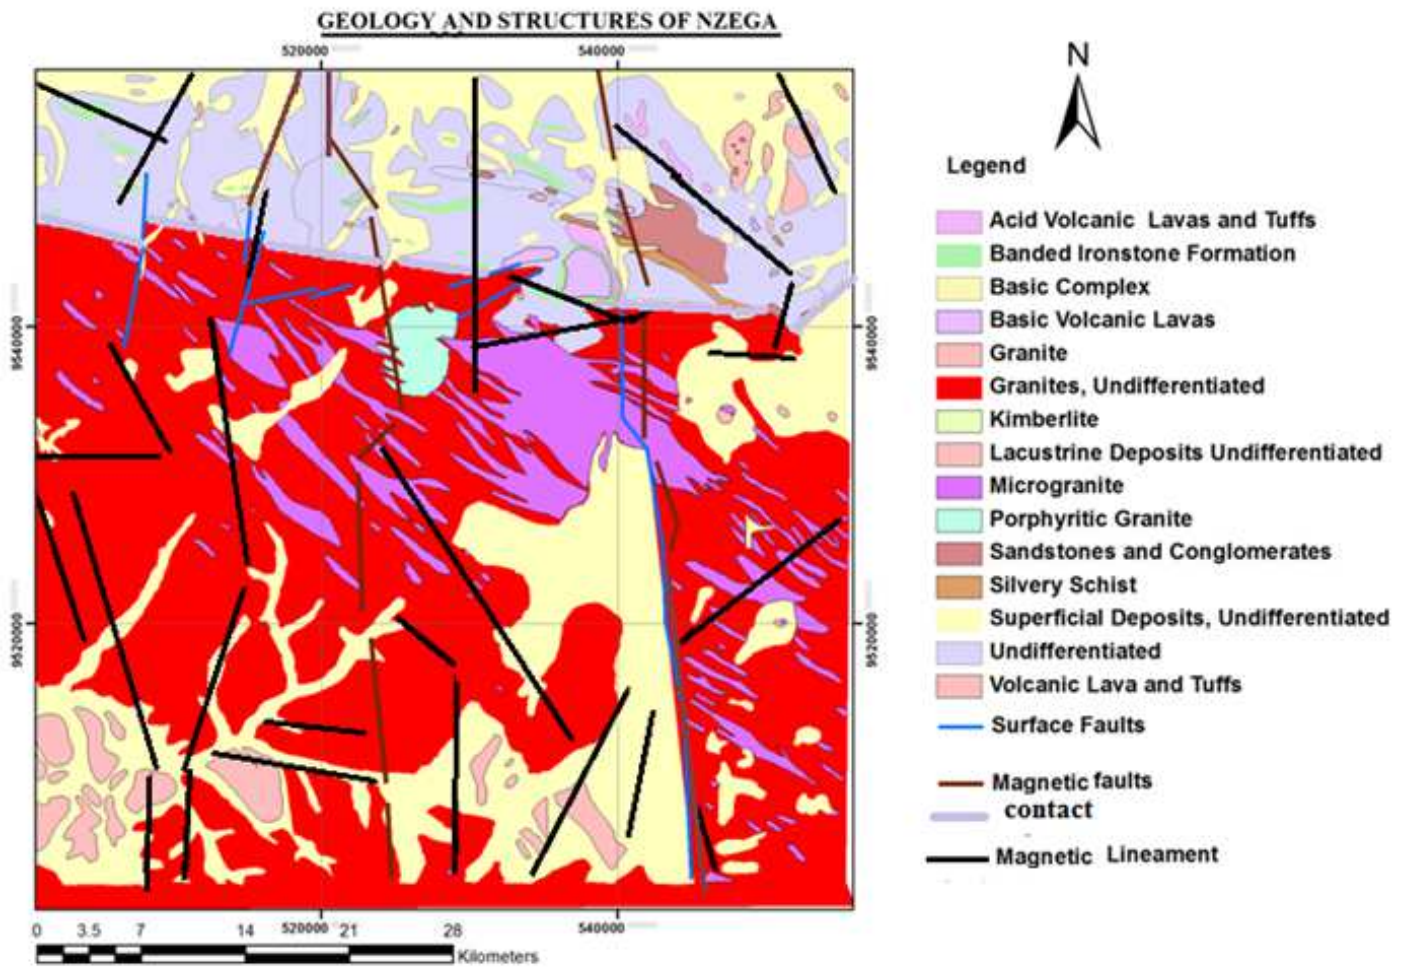 GEOLOGY AND STRUCTURES OF NZEGA
520000 540000
N
Legend
Acid Volcanic Lavas and Tuffs
Banded Ironstone Formation
Basic Complex
Basic Volcanic Lavas
Granite
Granites, Undifferentiated
Kimberlite
Lacustrine Deposits Undifferentiated
Microgranite
Porphyritic Granite
Sandstones and Conglomerates
Silvery Schist
Superficial Deposits, Undifferentiated
Undifferentiated
Volcanic Lava and Tuffs
Surface Faults
Magnetic faults
contact
Magnetic Lineament
9540000 9540000
9520000 9520000
520000 540000
0 3.5 7 14 21 28
Kilometers